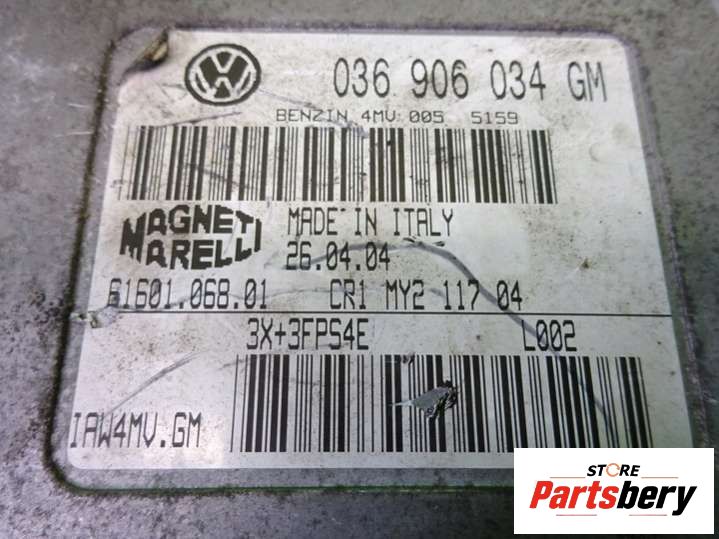 036 906 034 GM
BENZIN 4MV 005 5159
MAGNETI
MARELLI
MADE IN ITALY
26.04.04
61601.068.01 CR1 MY2 117 04
3X+3FPS4E L002
IAW4MV.GM
STORE
Partsbery